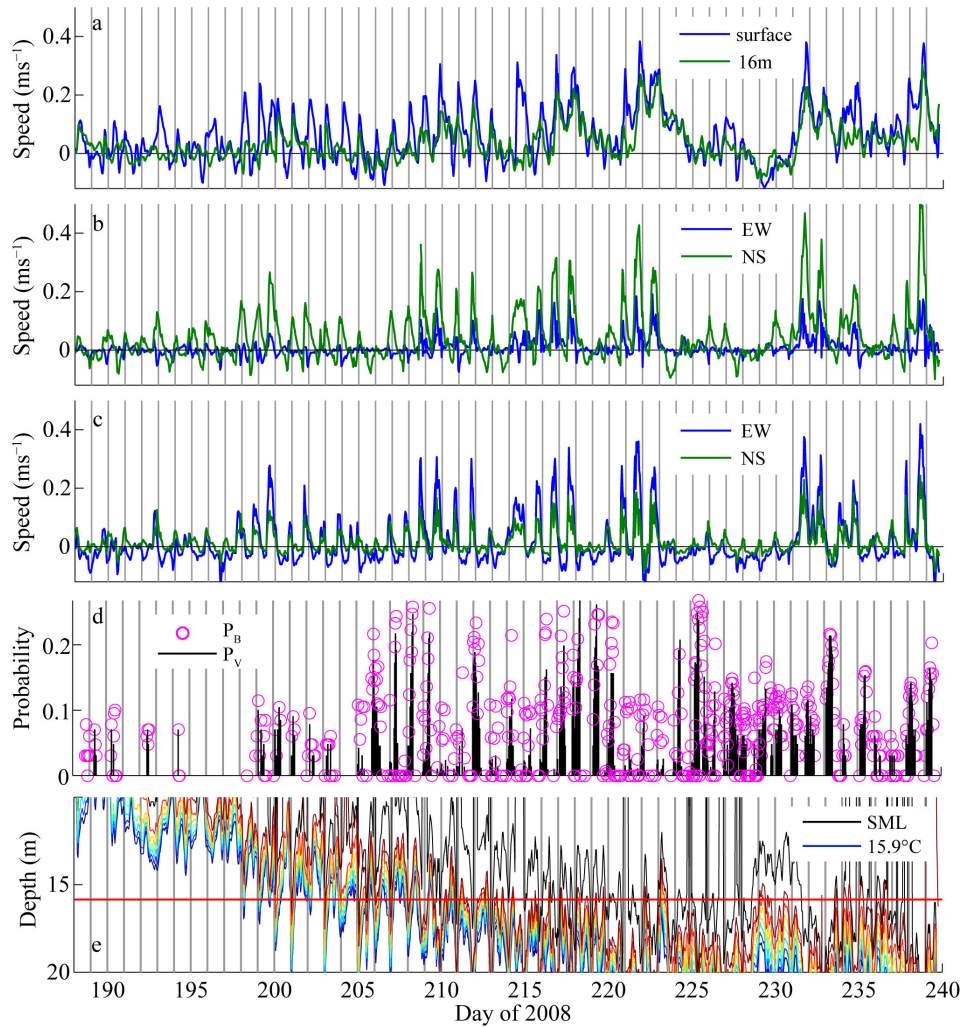 a
0.4
0.2
0
Speed (ms⁻¹)
surface
16m
b
0.4
0.2
0
Speed (ms⁻¹)
EW
NS
c
0.4
0.2
0
Speed (ms⁻¹)
EW
NS
d
0.2
0.1
0
Probability
P_B
P_V
15
20
Depth (m)
SML
15.9°C
e
190 195 200 205 210 215 220 225 230 235 240
Day of 2008